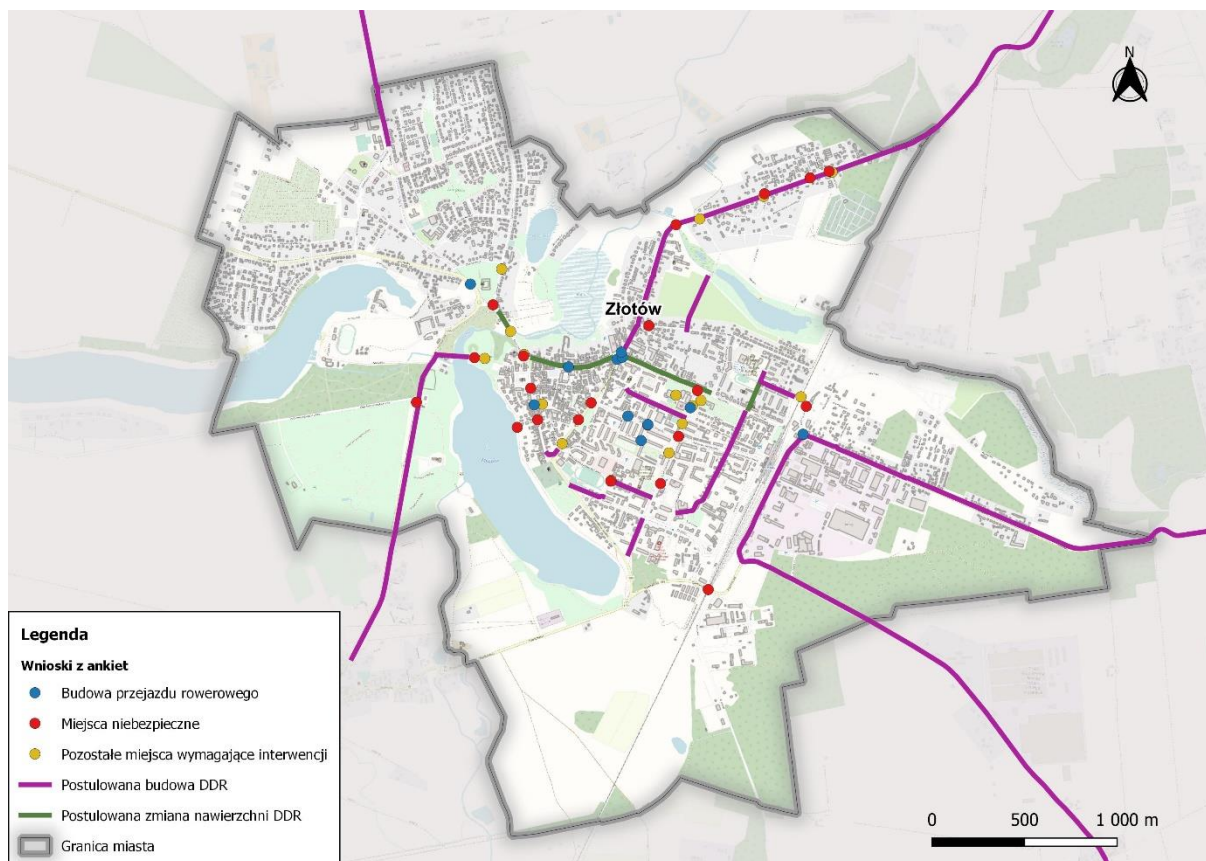 N
Złotów
Legenda
Wnioski z ankiet
Budowa przejazdu rowerowego
Miejsca niebezpieczne
Pozostałe miejsca wymagające interwencji
Postulowana budowa DDR
Postulowana zmiana nawierzchni DDR
Granica miasta
0 500 1 000 m